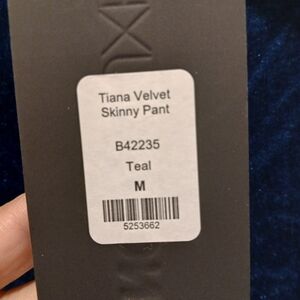 Tiana Velvet
Skinny Pant
B42235
Teal
M
5253662